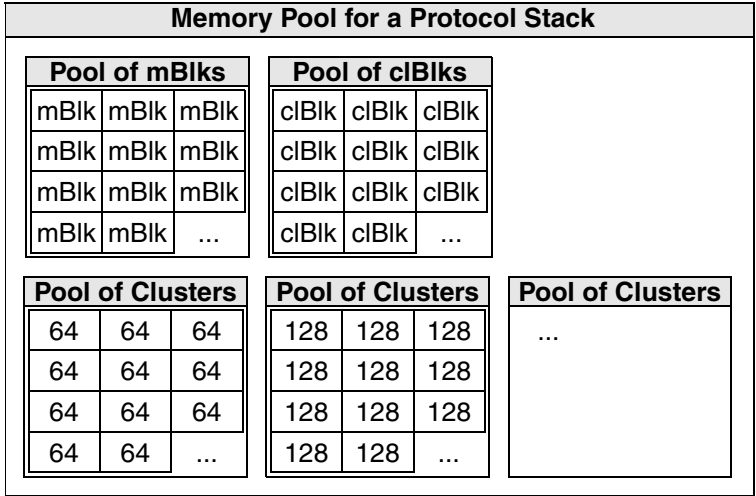 Memory Pool for a Protocol Stack
Pool of mBlks
mBlk mBlk mBlk
mBlk mBlk mBlk
mBlk mBlk mBlk
mBlk mBlk ...
Pool of clBlks
clBlk clBlk clBlk
clBlk clBlk clBlk
clBlk clBlk clBlk
clBlk clBlk ...
Pool of Clusters
64 64 64
64 64 64
64 64 64
64 64 ...
Pool of Clusters
128 128 128
128 128 128
128 128 128
128 128 ...
Pool of Clusters
...